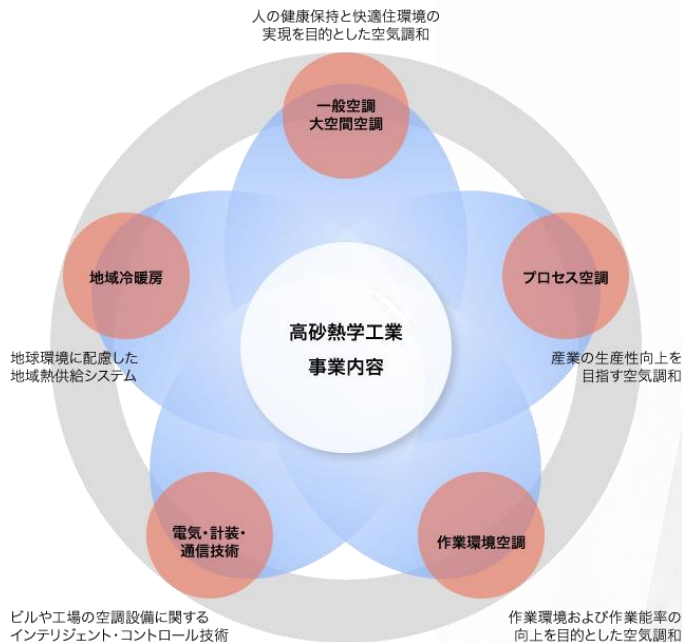 人の健康保持と快適住環境の
実現を目的とした空気調和
一般空調
大空間空調
地域冷暖房
プロセス空調
高砂熱学工業
事業内容
地球環境に配慮した
地域熱供給システム
産業の生産性向上を
目指す空気調和
電気・計装・
通信技術
作業環境空調
ビルや工場の空調設備に関する
インテリジェント・コントロール技術
作業環境および作業能率の
向上を目的とした空気調和